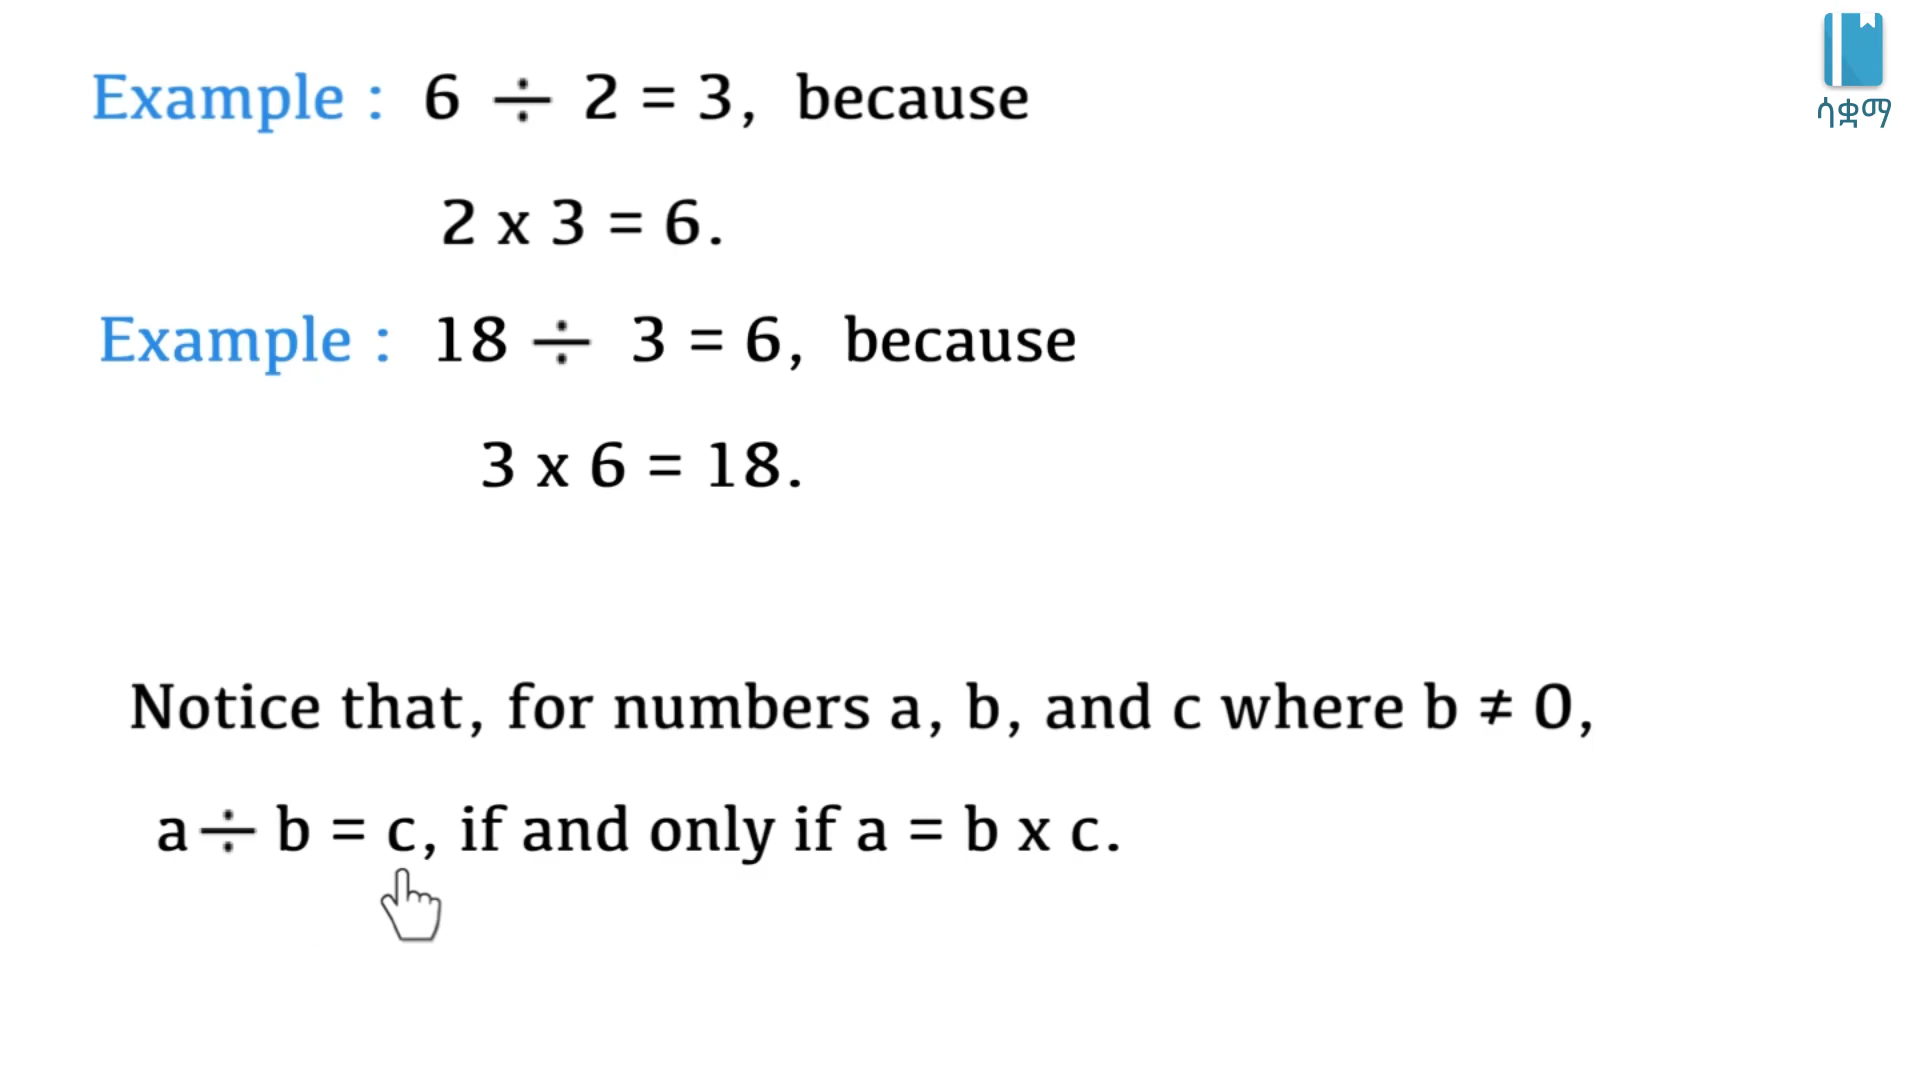 ሳቋማ
Example : 6 ÷ 2 = 3, because
2 x 3 = 6.
Example : 18 ÷ 3 = 6, because
3 x 6 = 18.
Notice that, for numbers a, b, and c where b ≠ 0,
a ÷ b = c, if and only if a = b x c.